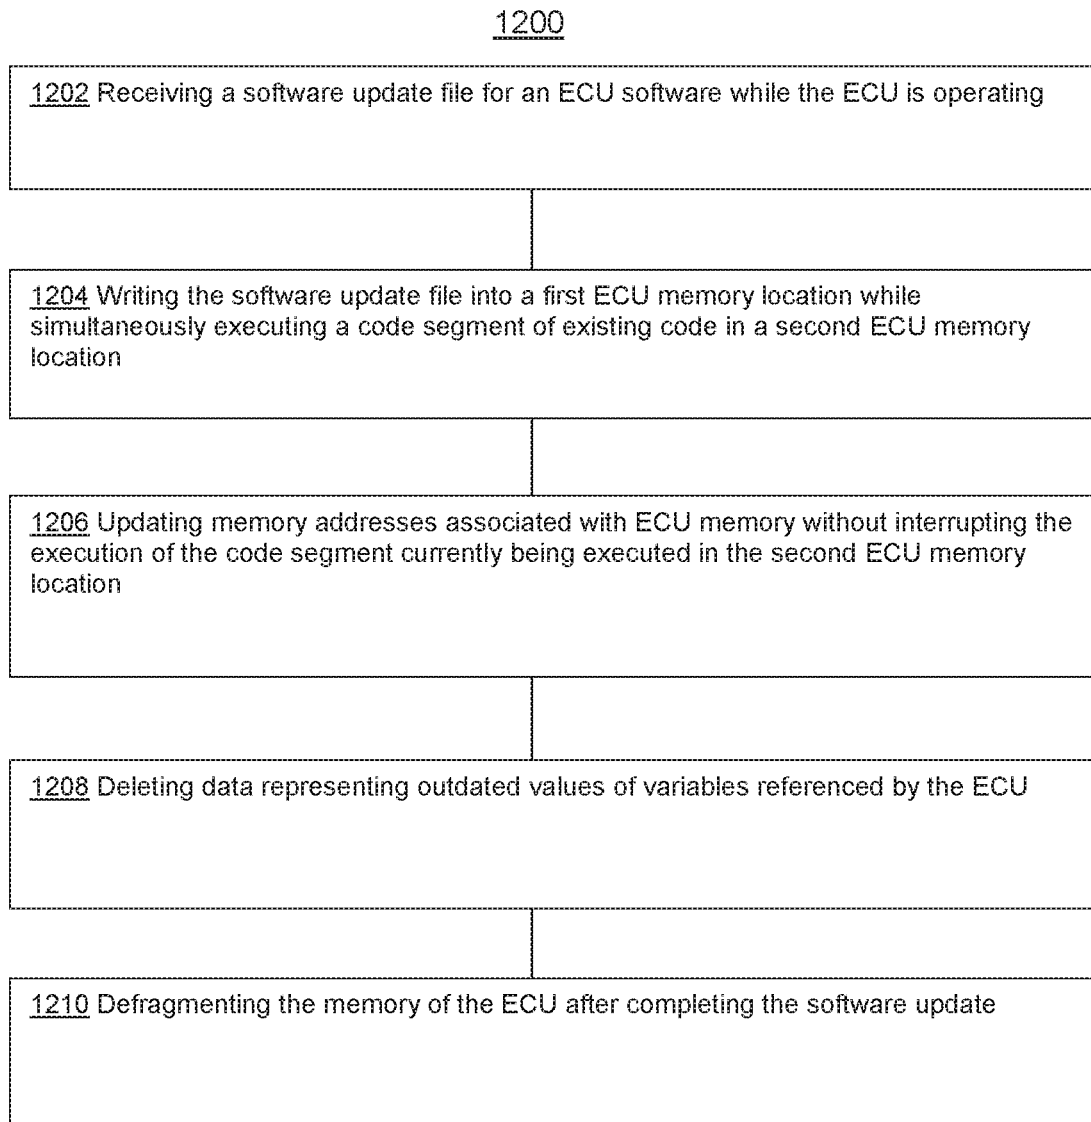 1200
1202 Receiving a software update file for an ECU software while the ECU is operating
1204 Writing the software update file into a first ECU memory location while
simultaneously executing a code segment of existing code in a second ECU memory
location
1206 Updating memory addresses associated with ECU memory without interrupting the
execution of the code segment currently being executed in the second ECU memory
location
1208 Deleting data representing outdated values of variables referenced by the ECU
1210 Defragmenting the memory of the ECU after completing the software update